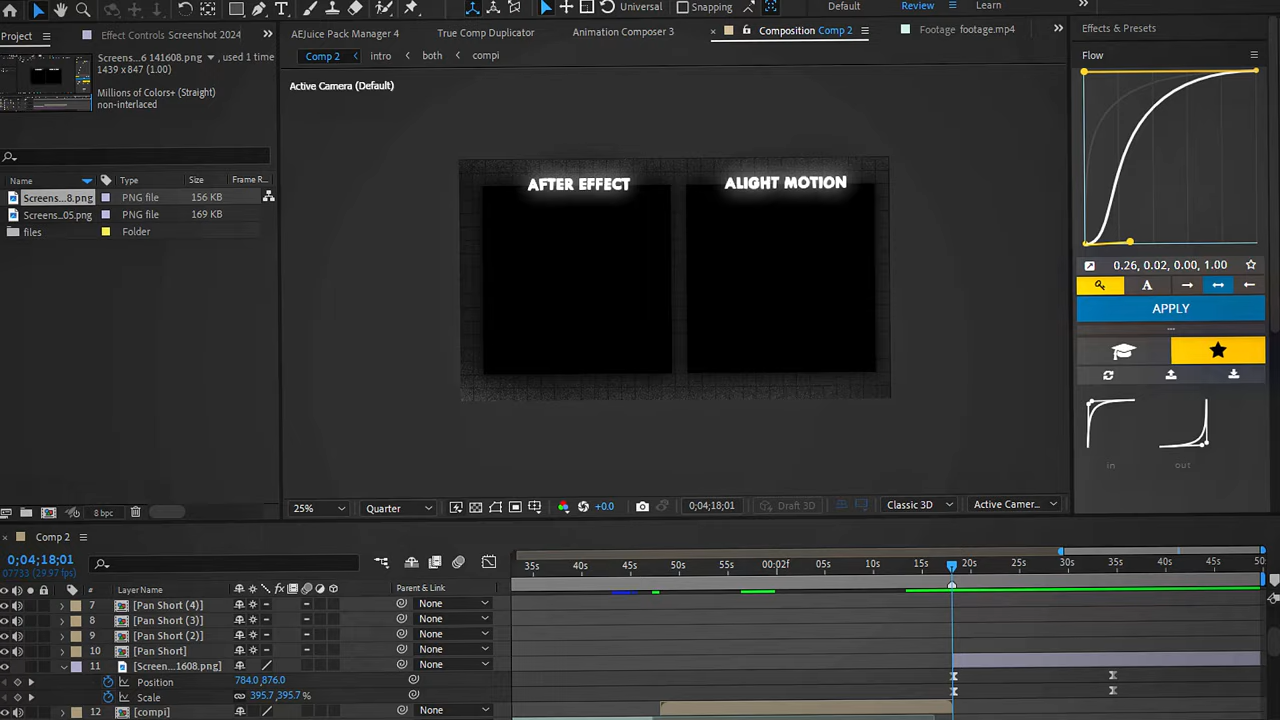 Universal
Snapping
Default
Review
Learn
Project
Effect Controls Screenshot 2024
AEJuice Pack Manager 4
True Comp Duplicator
Animation Composer 3
Composition Comp 2
Footage footage.mp4
Effects & Presets
Comp 2
intro
both
compi
Flow
Screens...6 141608.png
, used 1 time
1439 x 847 (1.00)
Millions of Colors+ (Straight)
non-interlaced
Active Camera (Default)
Name
Type
Size
Frame R...
Screens...8.png
PNG file
156 KB
Screens...05.png
PNG file
169 KB
files
Folder
AFTER EFFECT
ALIGHT MOTION
0.26, 0.02, 0.00, 1.00
A
APPLY
in
out
8 bpc
25%
Quarter
+0.0
0;04;18;01
Draft 3D
Classic 3D
Active Camer...
Comp 2
0;04;18;01
07733 (29.97 fps)
35s
40s
45s
50s
00:02f
05s
10s
15s
20s
25s
30s
35s
40s
45s
50s
#
Layer Name
fx
Parent & Link
7
[Pan Short (4)]
None
8
[Pan Short (3)]
None
9
[Pan Short (2)]
None
10
[Pan Short]
None
11
[Screen...1608.png]
None
Position
784.0,876.0
Scale
395.7,395.7 %
12
[compi]
None